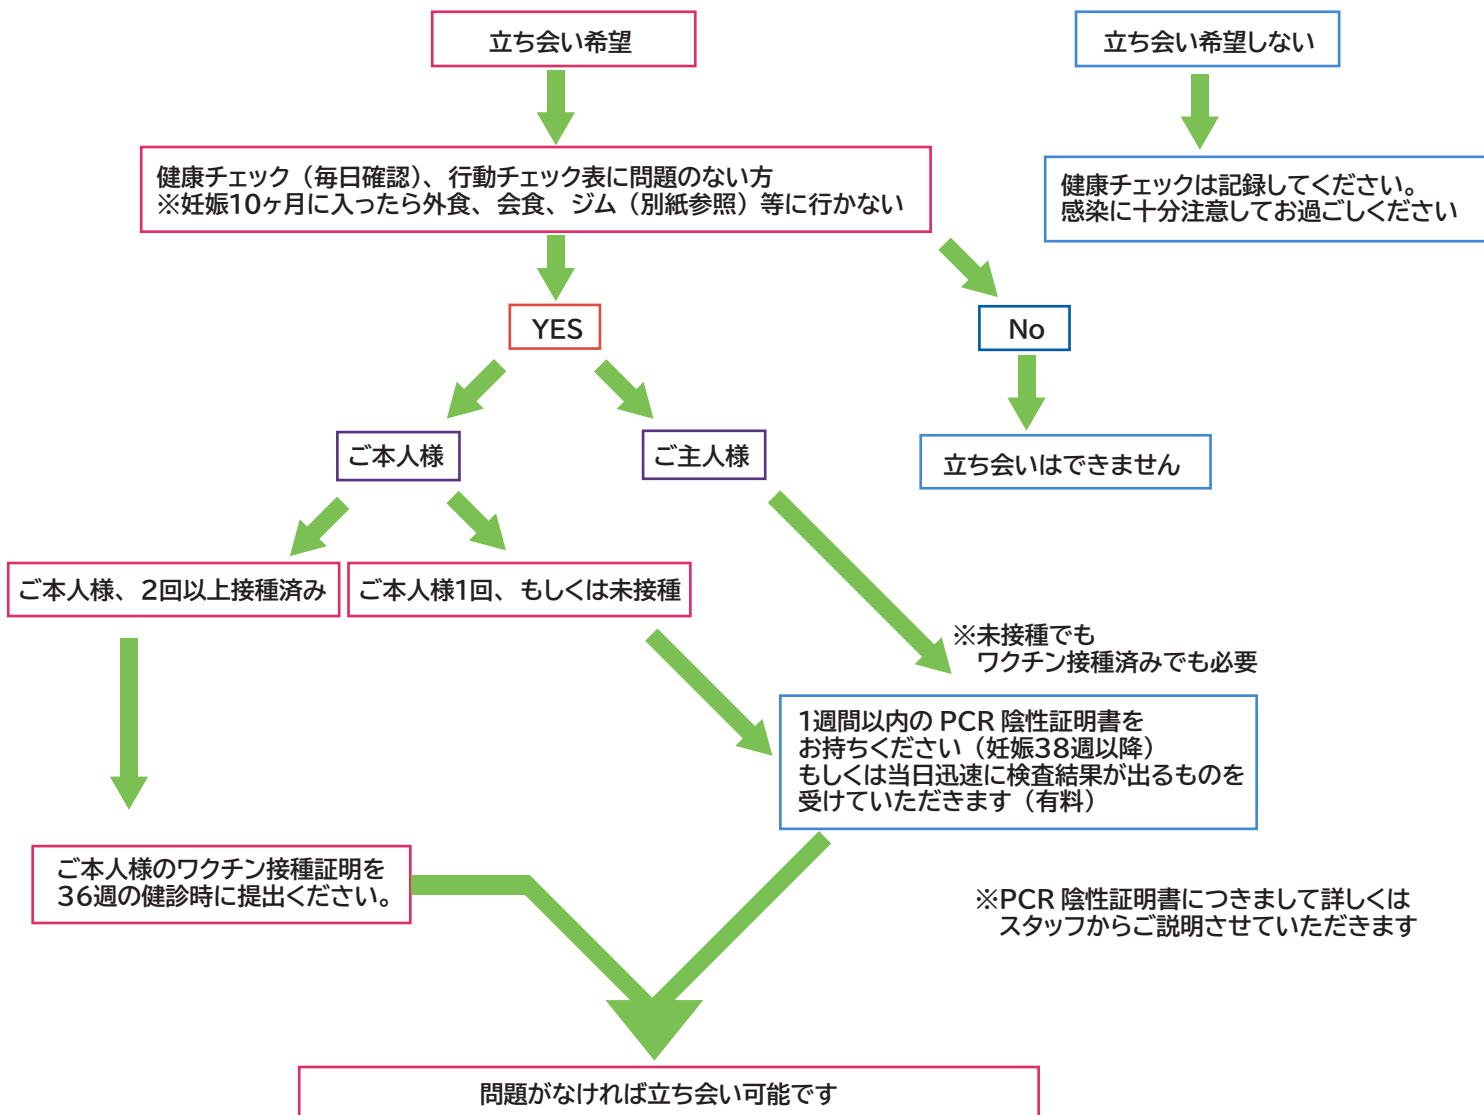 立ち会い希望
立ち会い希望しない
健康チェック（毎日確認）、行動チェック表に問題のない方
※妊娠10ヶ月に入ったら外食、会食、ジム（別紙参照）等に行かない
健康チェックは記録してください。
感染に十分注意してお過ごしください
YES
No
ご本人様
ご主人様
立ち会いはできません
ご本人様、2回以上接種済み
ご本人様1回、もしくは未接種
※未接種でも
ワクチン接種済みでも必要
1週間以内の PCR 陰性証明書を
お持ちください（妊娠38週以降）
もしくは当日迅速に検査結果が出るものを
受けていただきます（有料）
ご本人様のワクチン接種証明を
36週の健診時に提出ください。
※PCR 陰性証明書につきまして詳しくは
スタッフからご説明させていただきます
問題がなければ立ち会い可能です